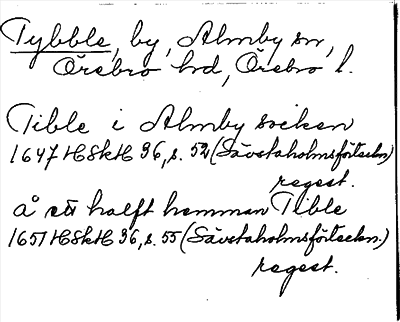 Tybble, by, Almby sn,
Örebro hd, Örebro l.
Tible i Almby socken
1647 HSkH 36, s. 52 (Sävstaholmsförteckn.)
regest.
å ett halft hemman Tible
1651 HSkH 36, s. 55 (Sävstaholmsförteckn.)
regest.